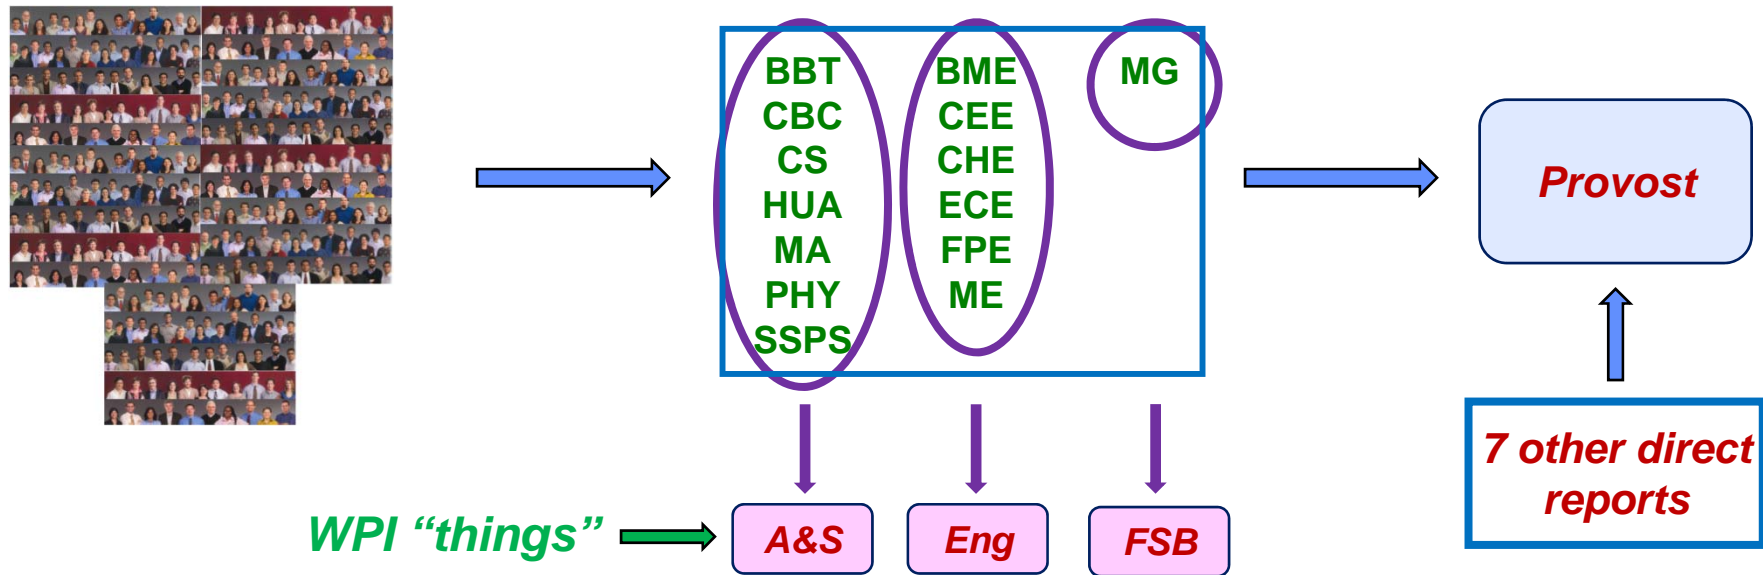 BBT
CBC
CS
HUA
MA
PHY
SSPS
BME
CEE
CHE
ECE
FPE
ME
MG
Provost
7 other direct
reports
WPI “things”
A&S
Eng
FSB